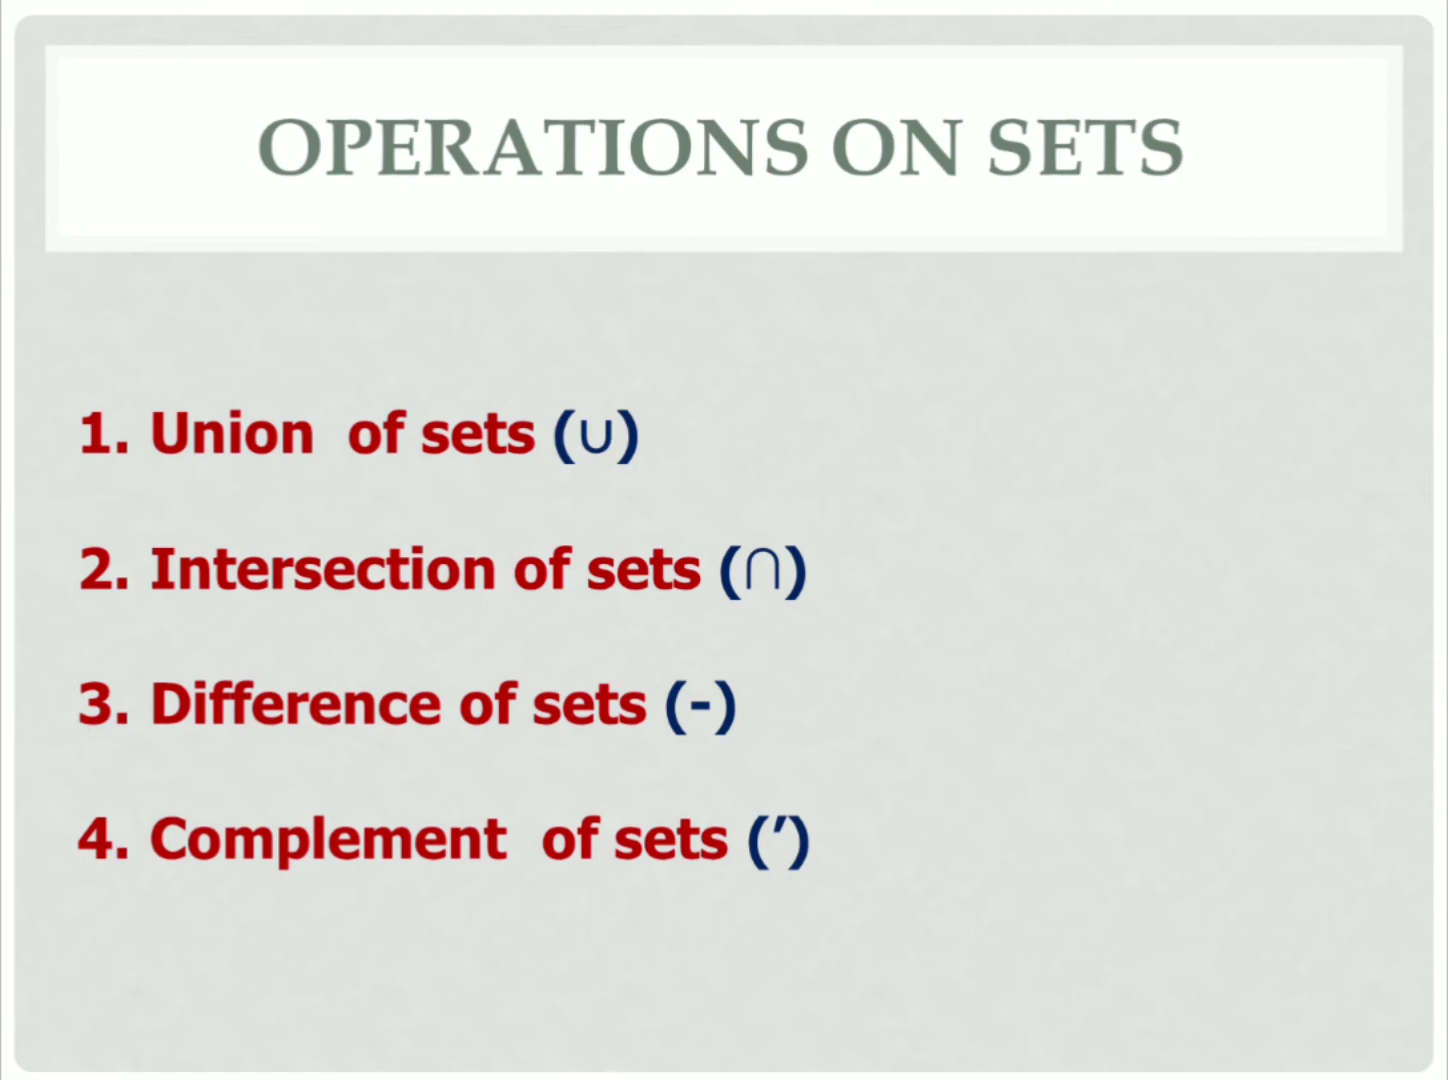 OPERATIONS ON SETS
1. Union of sets (∪)
2. Intersection of sets (∩)
3. Difference of sets (-)
4. Complement of sets (’)